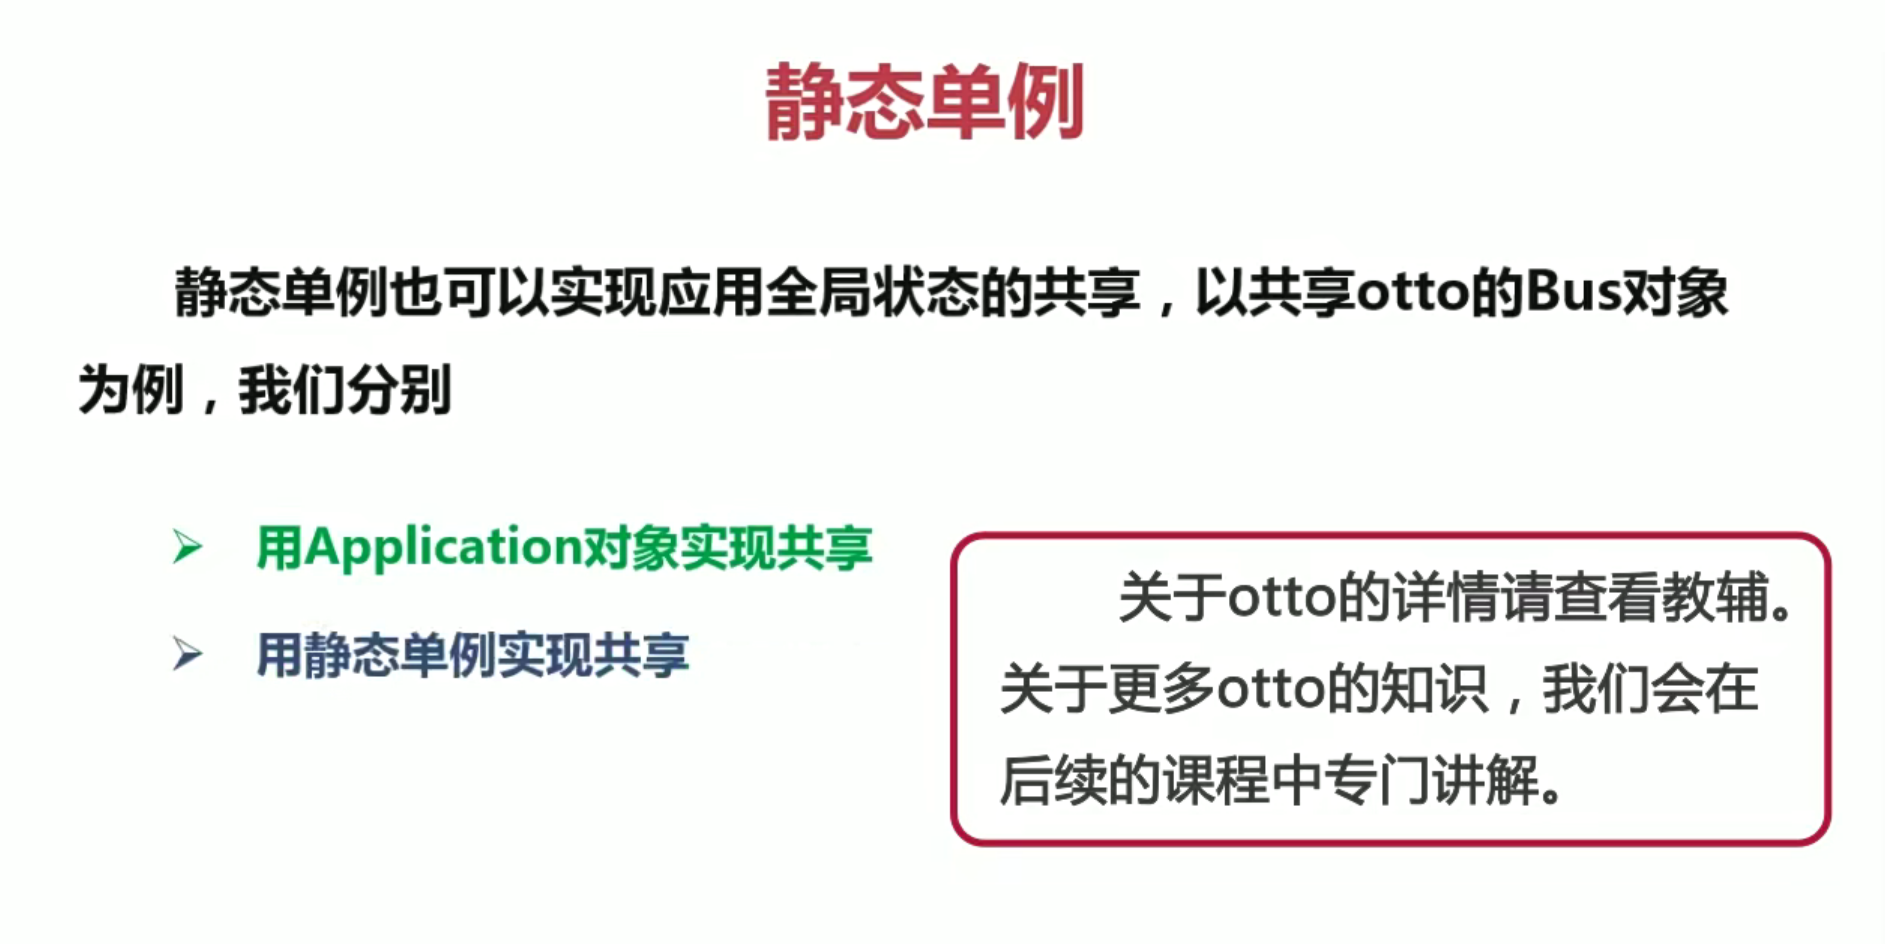 静态单例
静态单例也可以实现应用全局状态的共享，以共享otto的Bus对象
为例，我们分别
用Application对象实现共享
用静态单例实现共享
关于otto的详情请查看教辅。
关于更多otto的知识，我们会在
后续的课程中专门讲解。